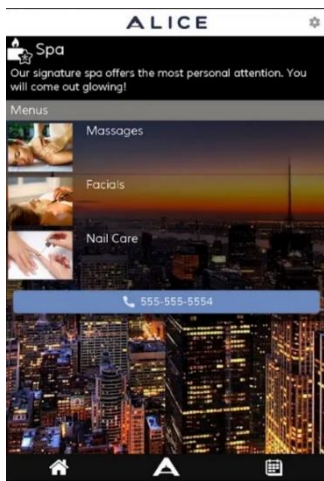 ALICE
Spa
Our signature spa offers the most personal attention. You
will come out glowing!
Menus
Massages
Facials
Nail Care
555-555-5554